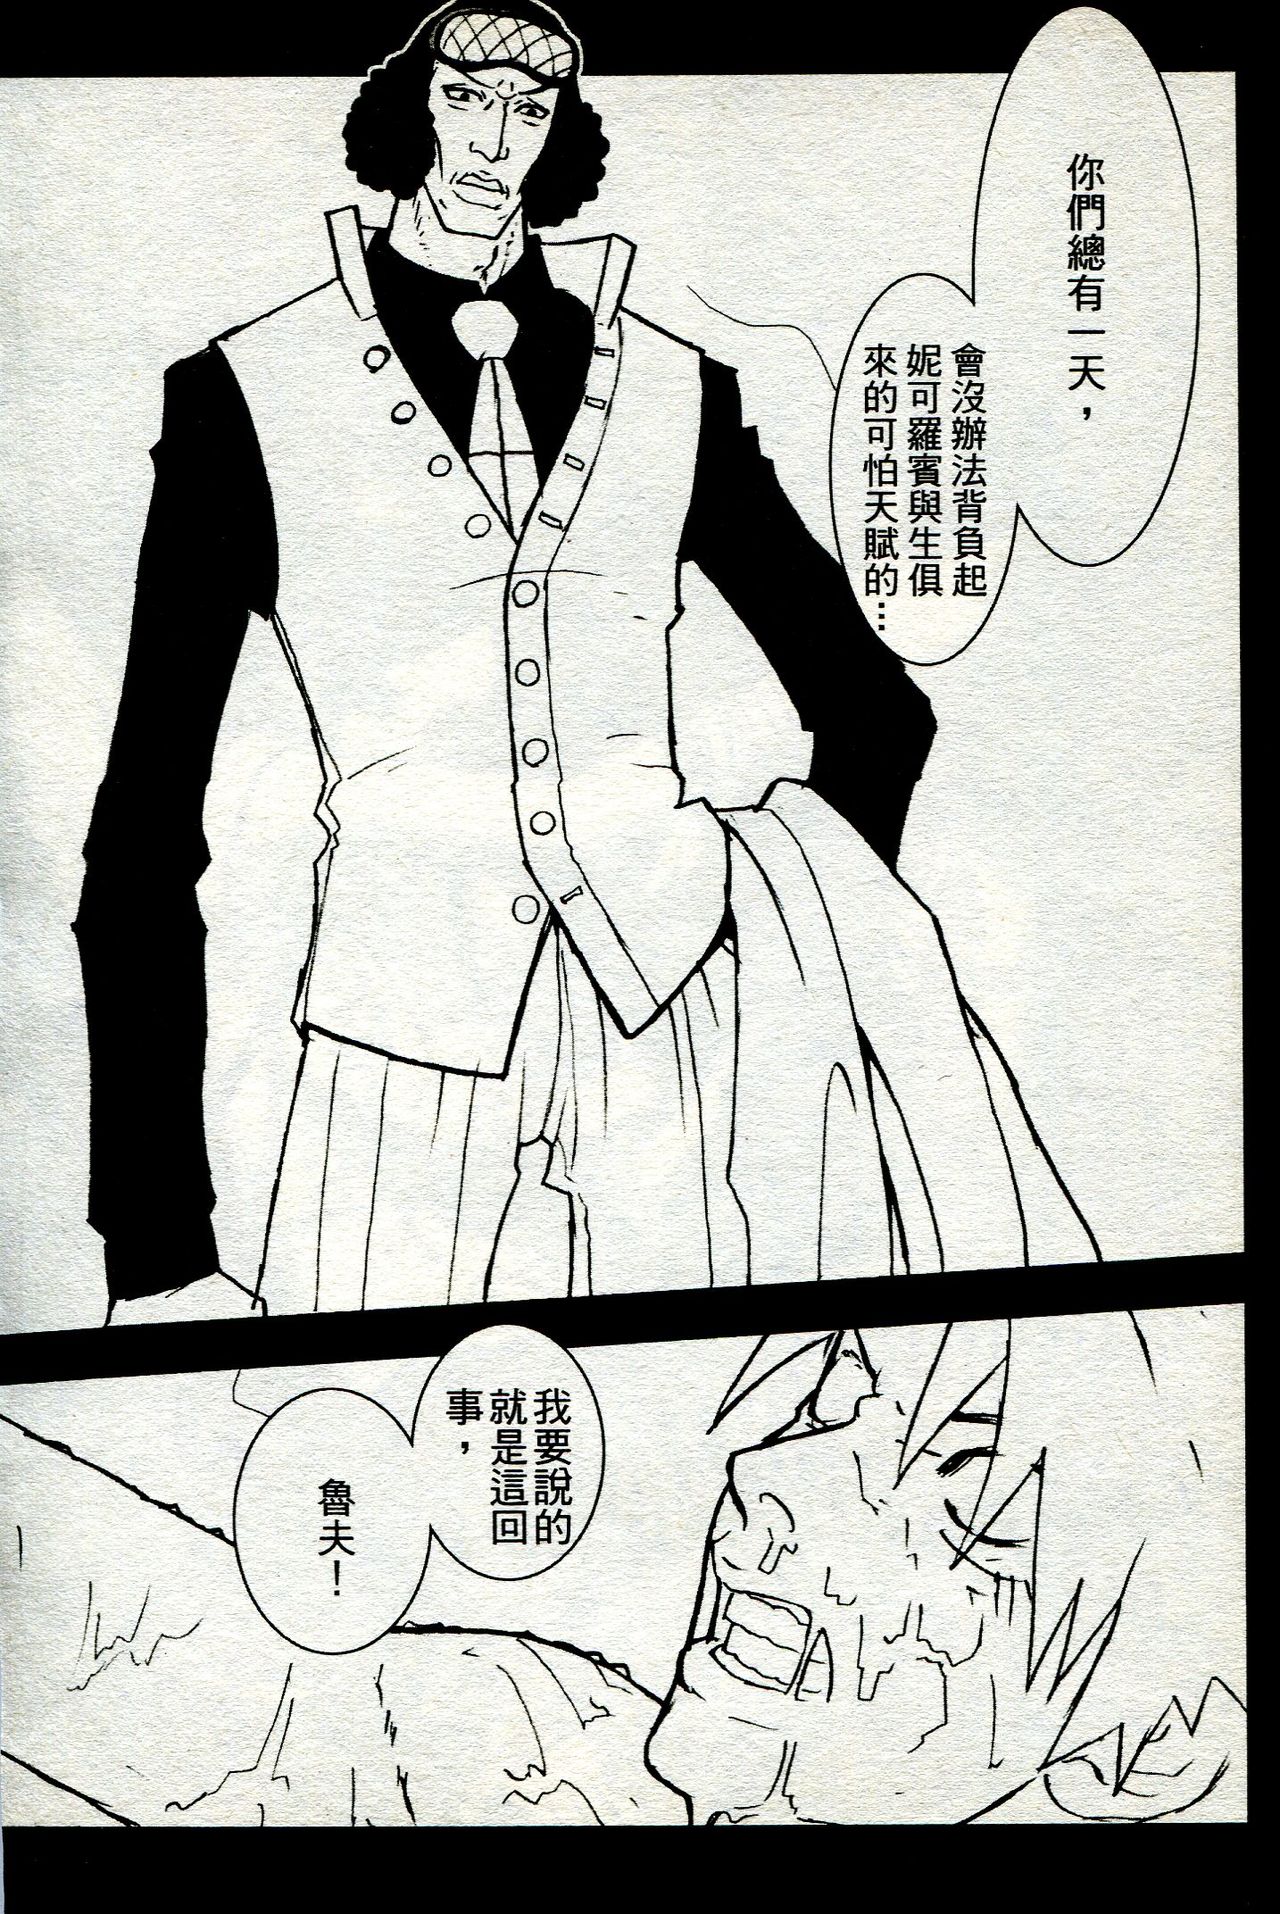 你們總有一天，
會沒辦法背負起
妮可羅賓與生俱
來的可怕天賦的…
我要說的
就是這回
事，
魯夫！